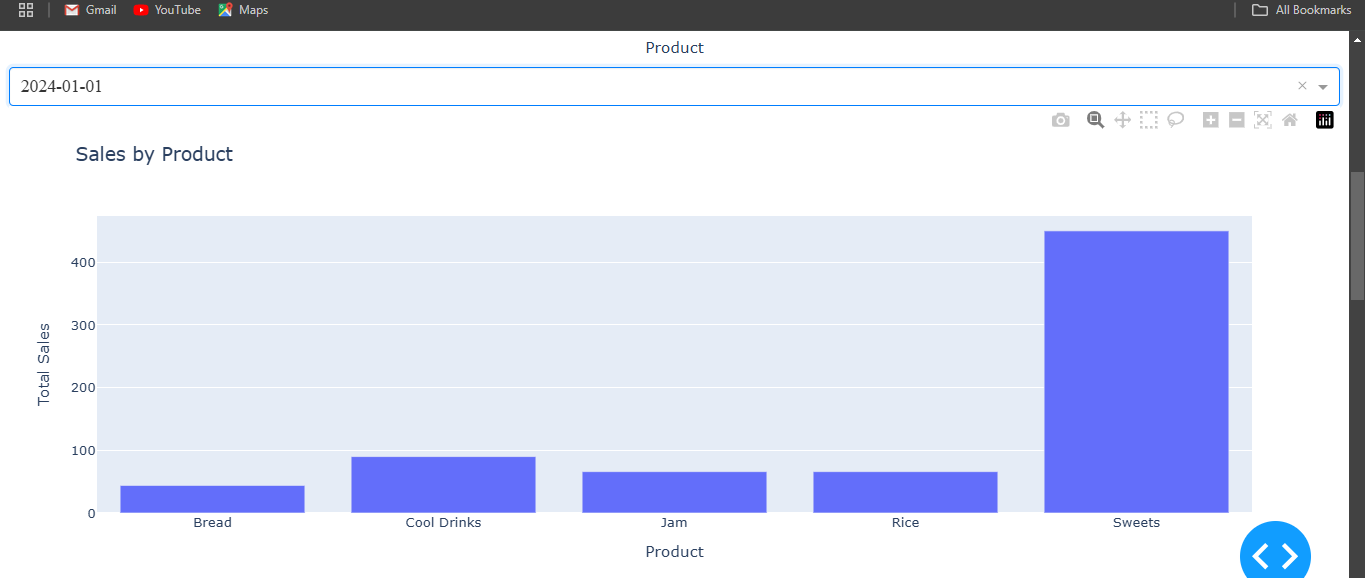 Gmail YouTube Maps All Bookmarks
Product
2024-01-01
Sales by Product
Total Sales
400
300
200
100
0
Bread Cool Drinks Jam Rice Sweets
Product